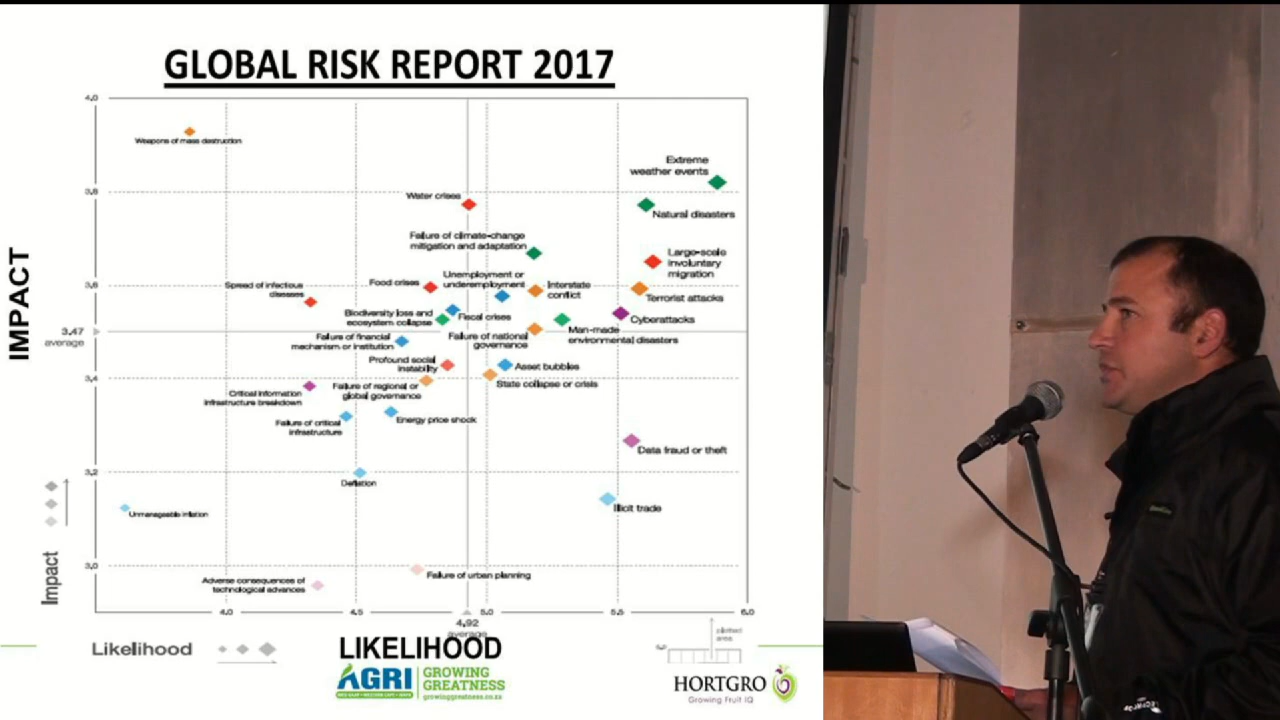 GLOBAL RISK REPORT 2017
4,0
Weapons of mass destruction
Extreme
weather events
3,8
Water crises
Natural disasters
Failure of climate-change
mitigation and adaptation
Large-scale
involuntary
migration
3,6
Spread of infectious
diseases
Food crises
Unemployment or
underemployment
Interstate
conflict
Terrorist attacks
Biodiversity loss and
ecosystem collapse
Fiscal crises
Cyberattacks
3,47
average
Failure of financial
mechanism or institution
Failure of national
governance
Man-made
environmental disasters
Profound social
instability
Asset bubbles
3,4
State collapse or crisis
Critical information
infrastructure breakdown
Failure of regional or
global governance
Failure of critical
infrastructure
Energy price shock
Data fraud or theft
3,2
Deflation
Illicit trade
Unmanageable inflation
3,0
Failure of urban planning
Adverse consequences of
technological advances
IMPACT
Impact
4,0
4,5
5,0
5,5
6,0
4,92
average
plotted
area
Likelihood
LIKELIHOOD
AGRI
GROWING
GREATNESS
growinggreatness.co.za
HORTGRO
Growing Fruit IQ